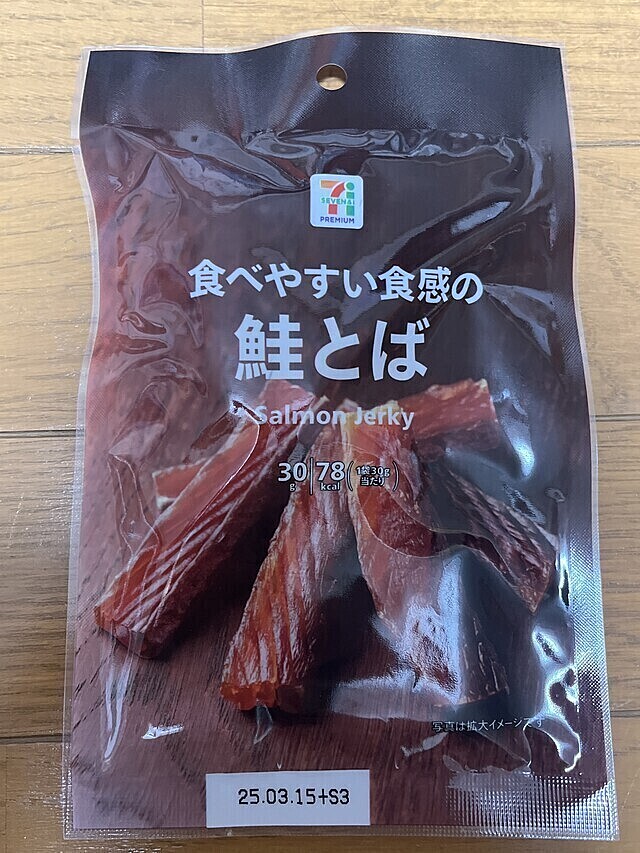 SEVEN&i
PREMIUM
食べやすい食感の
鮭とば
Salmon Jerky
30g 78kcal(1袋30g当たり)
写真は拡大イメージです
25.03.15+S3